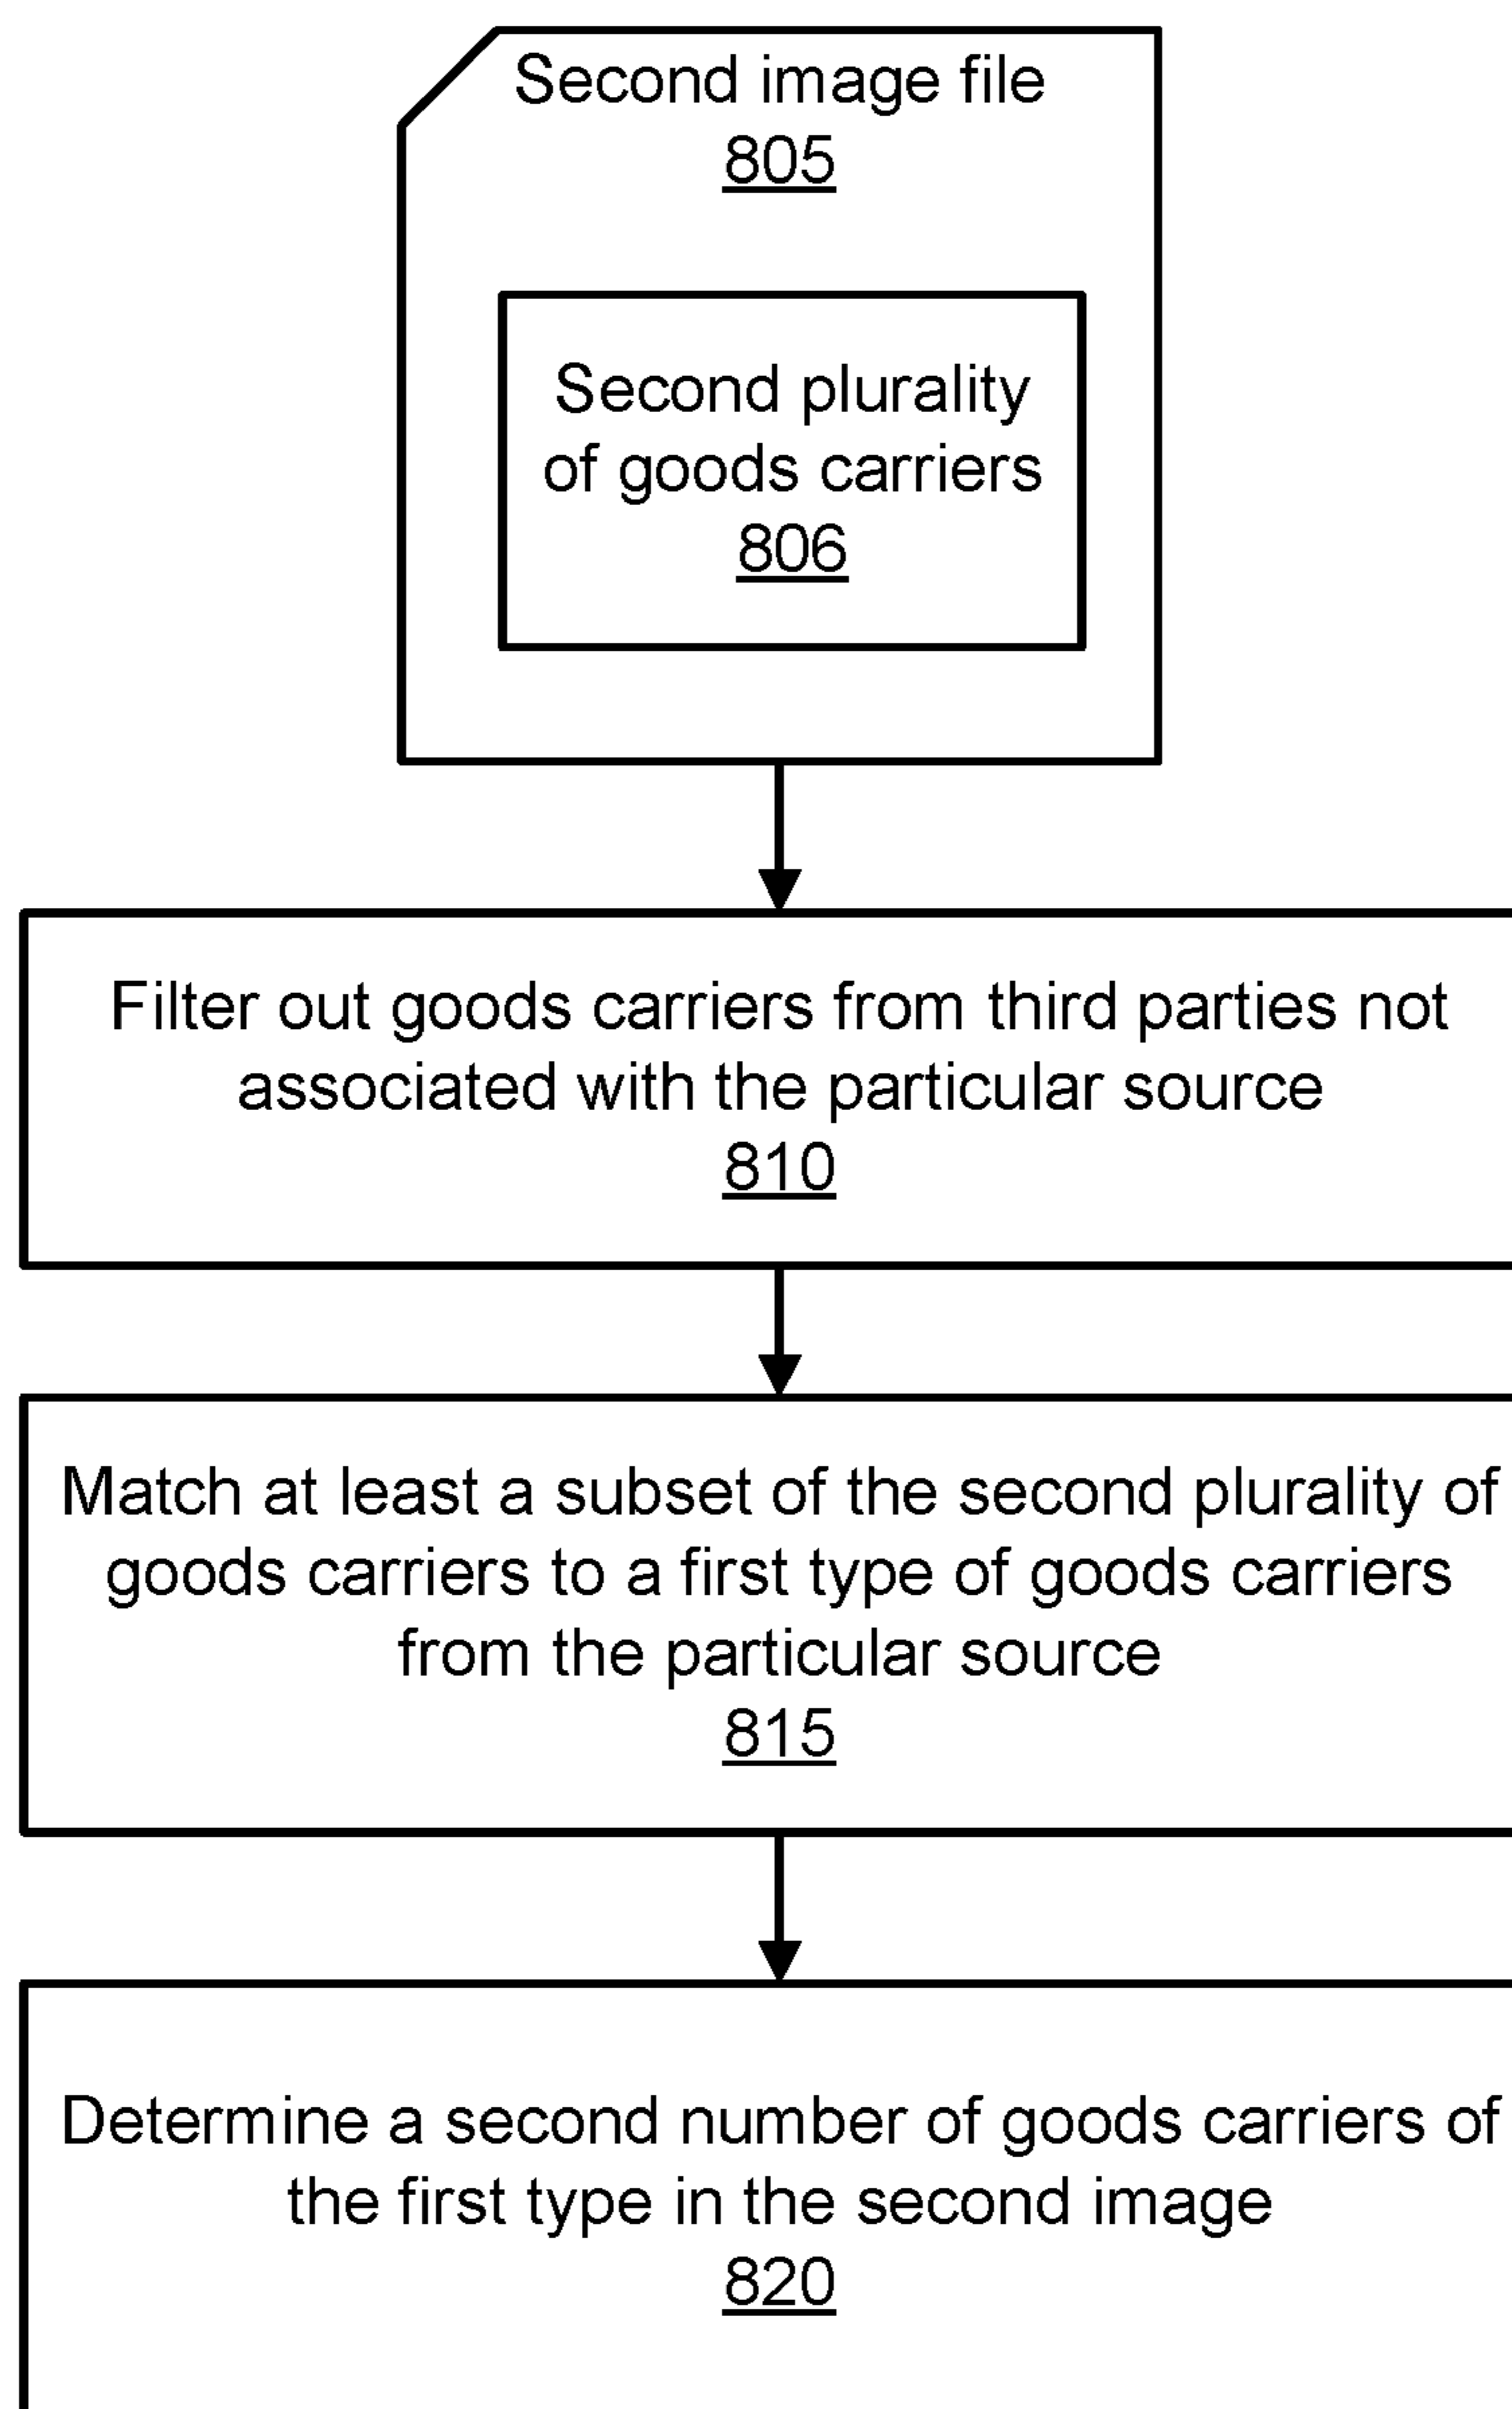 Second image file
805
Second plurality
of goods carriers
806
Filter out goods carriers from third parties not
associated with the particular source
810
Match at least a subset of the second plurality of
goods carriers to a first type of goods carriers
from the particular source
815
Determine a second number of goods carriers of
the first type in the second image
820